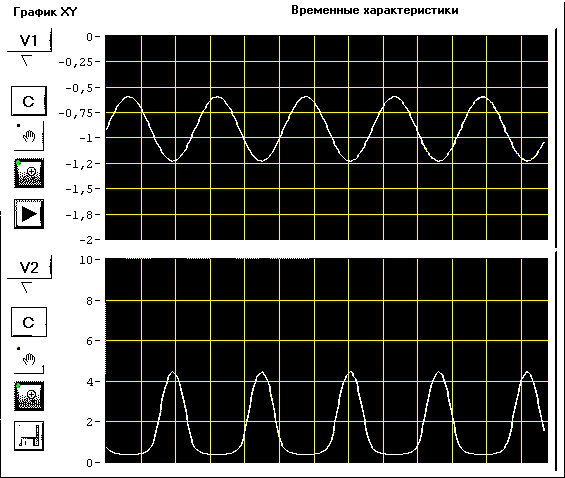 График XY
Временные характеристики
V1
C
0-
-0,25-
-0,5-
-0,75-
-1-
-1,2-
-1,5-
-1,8-
-2-
V2
C
10-
8-
6-
4-
2-
0-